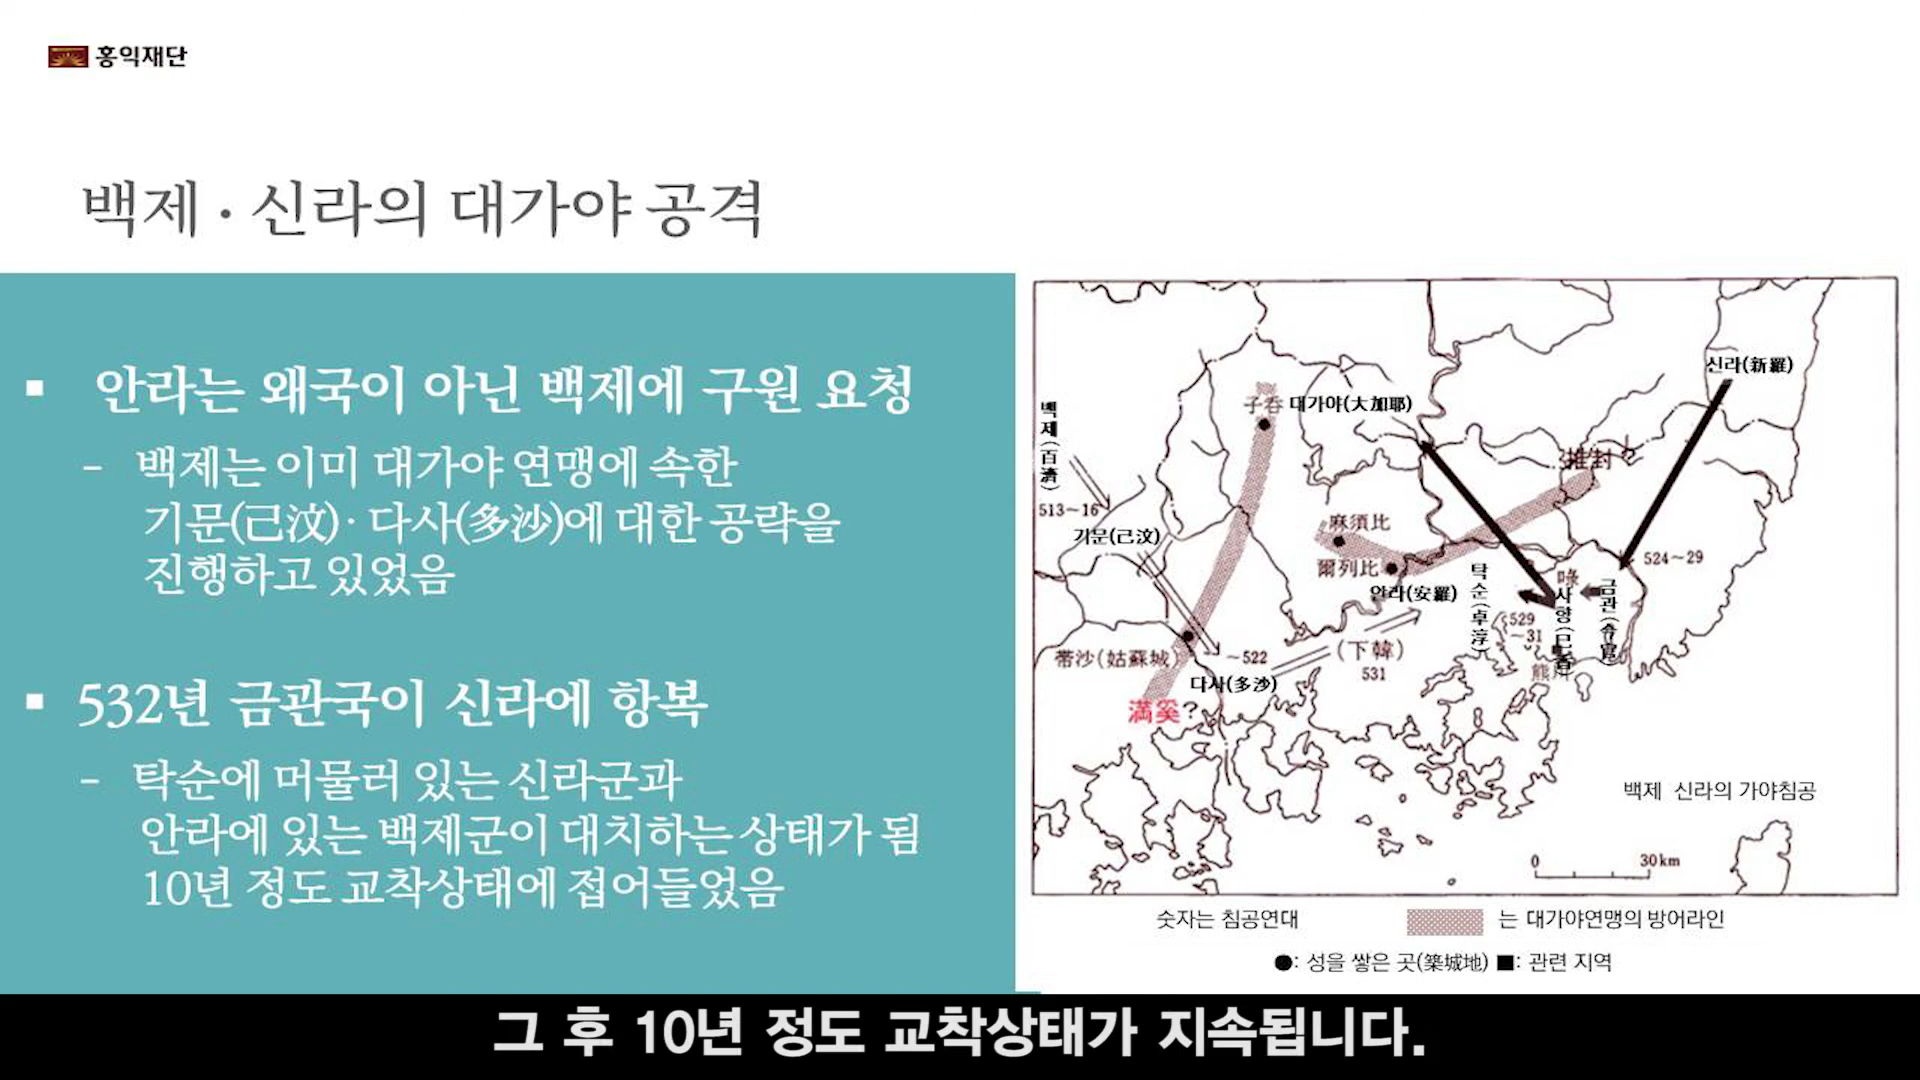 홍익재단
백제 · 신라의 대가야 공격
▪ 안라는 왜국이 아닌 백제에 구원 요청
– 백제는 이미 대가야 연맹에 속한
기문(己汶) · 다사(多沙)에 대한 공략을
진행하고 있었음
▪ 532년 금관국이 신라에 항복
– 탁순에 머물러 있는 신라군과
안라에 있는 백제군이 대치하는 상태가 됨
10년 정도 교착상태에 접어들었음
신라(新羅)
子呑 대가야(大加耶)
백제(百濟)
推封
513~16
麻須比
기문(己汶)
524~29
爾列比
안라(安羅)
탁순(卓淳)
금관
529
~31
帯沙(姑蘇城)
~522
(下韓)
531
다사(多沙)
満奚?
백제 신라의 가야침공
0 30km
숫자는 침공연대
는 대가야연맹의 방어라인
●: 성을 쌓은 곳(築城地) ■: 관련 지역
그 후 10년 정도 교착상태가 지속됩니다.